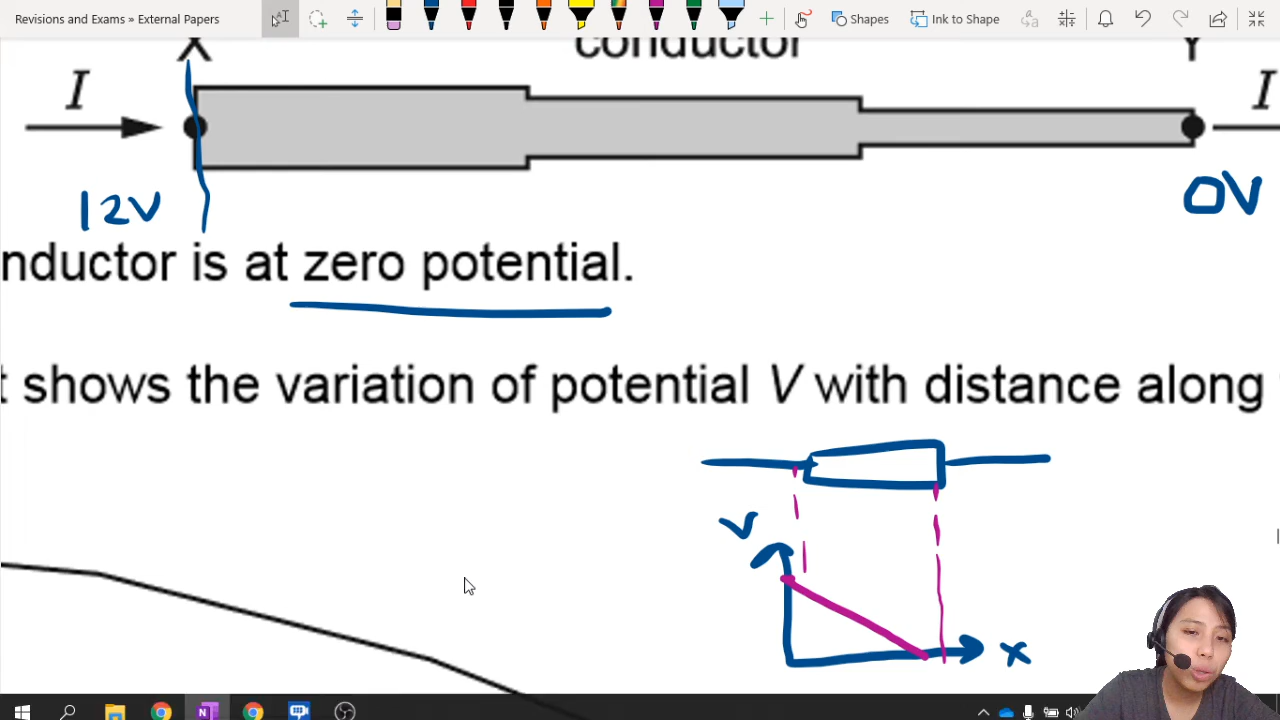 Revisions and Exams » External Papers
Shapes
Ink to Shape
X
conductor
Y
I
I
12V
0V
nductor is at zero potential.
t shows the variation of potential V with distance along
V
x